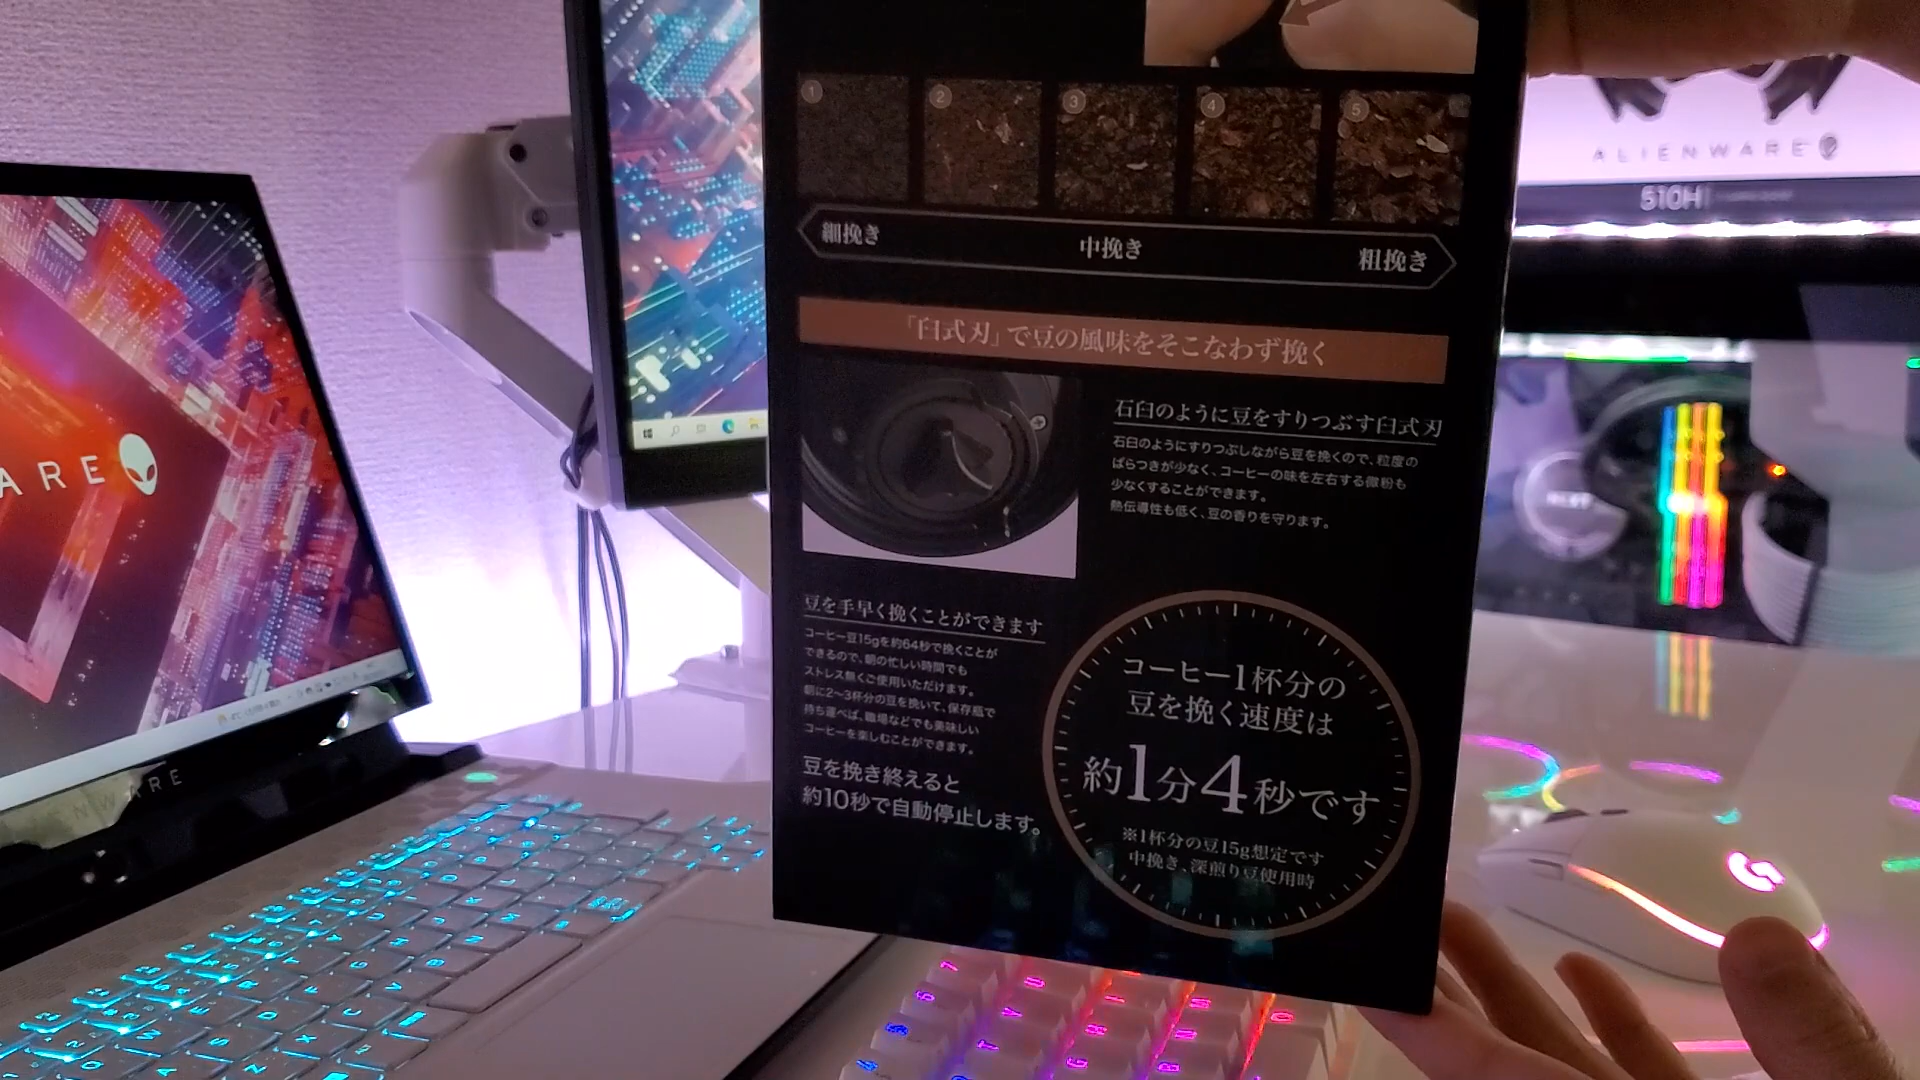 1
2
3
4
5
細挽き
中挽き
粗挽き
「臼式刃」で豆の風味をそこなわず挽く
石臼のように豆をすりつぶす臼式刃
石臼のようにすりつぶしながら豆を挽くので、粒度の
ばらつきが少なく、コーヒーの味を左右する微粉も
少なくすることができます。
熱伝導性も低く、豆の香りを守ります。
豆を手早く挽くことができます
コーヒー豆15gを約64秒で挽くことが
できるので、朝の忙しい時間でも
ストレス無くご使用いただけます。
朝に2〜3杯分の豆を挽いて、保存瓶で
持ち運べば、職場などでも美味しい
コーヒーを楽しむことができます。
豆を挽き終えると
約10秒で自動停止します。
コーヒー1杯分の
豆を挽く速度は
約1分4秒です
※1杯分の豆15g想定です
中挽き、深煎り豆使用時
ALIENWARE
510H
ARE